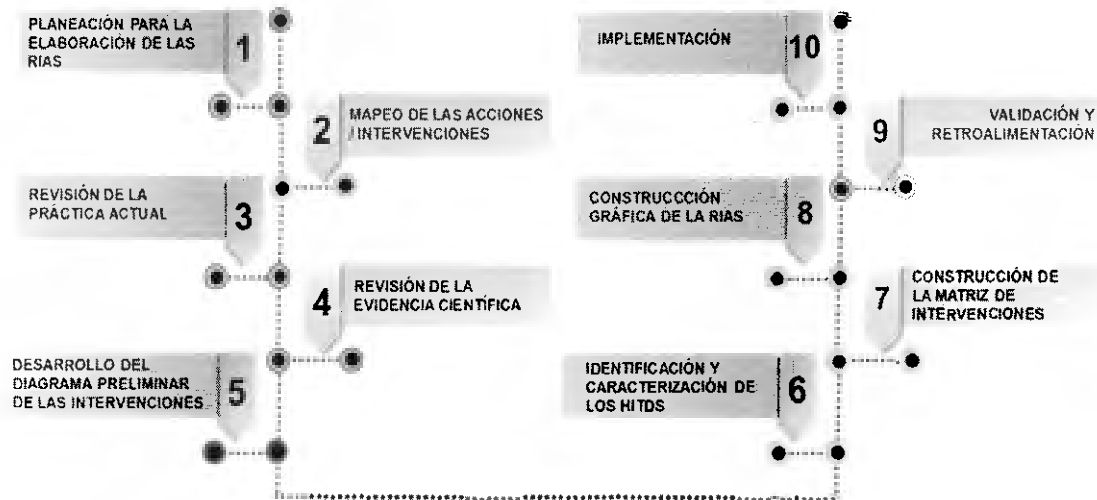 PLANEACIÓN PARA LA
ELABORACIÓN DE LAS
RIAS
1
2
MAPEO DE LAS ACCIONES
/ INTERVENCIONES
REVISIÓN DE LA
PRÁCTICA ACTUAL
3
4
REVISIÓN DE LA
EVIDENCIA CIENTÍFICA
DESARROLLO DEL
DIAGRAMA PRELIMINAR
DE LAS INTERVENCIONES
5
IDENTIFICACIÓN Y
CARACTERIZACIÓN DE
LOS HITDS
6
7
CONSTRUCCIÓN DE
LA MATRIZ DE
INTERVENCIONES
CONSTRUCCCIÓN
GRÁFICA DE LA RIAS
8
9
VALIDACIÓN Y
RETROALIMENTACIÓN
IMPLEMENTACIÓN
10